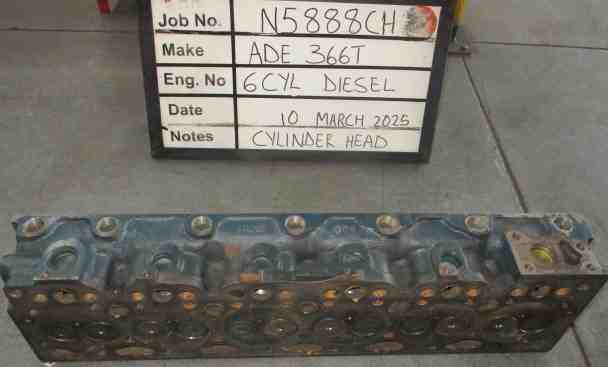 Job No. N5888CH
Make ADE 366T
Eng. No 6CYL DIESEL
Date 10 MARCH 2025
Notes CYLINDER HEAD